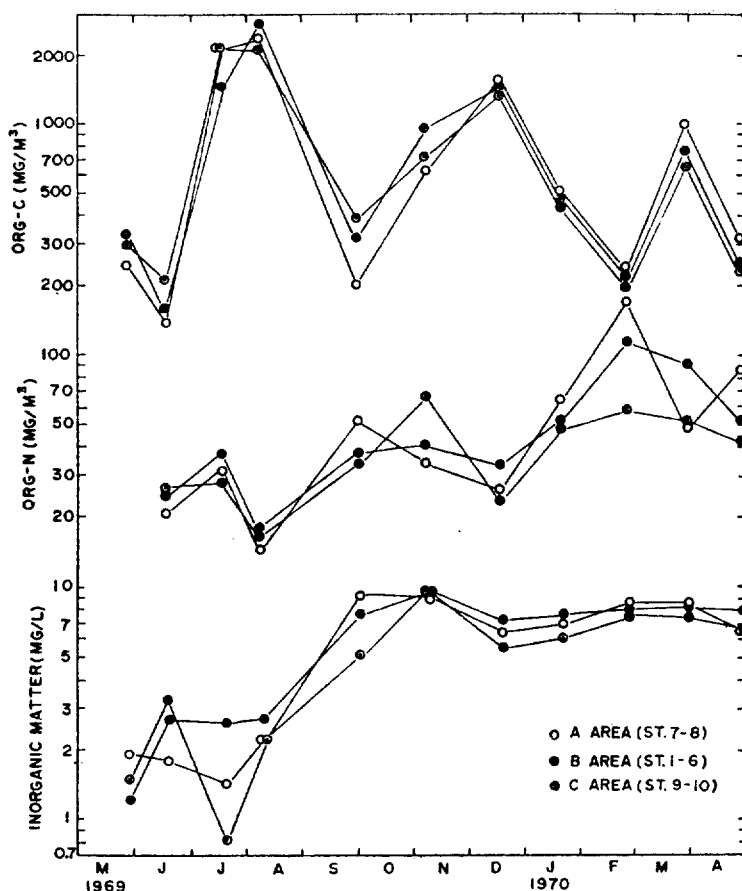 ORG-C (MG/M³)
2000
1000
700
500
300
200
ORG-N (MG/M³)
100
70
50
30
20
INORGANIC MATTER (MG/L)
10
7
5
3
2
1
0.7
A AREA (ST. 7-8)
B AREA (ST. 1-6)
C AREA (ST. 9-10)
M J J A S O N D J F M A
1969 1970